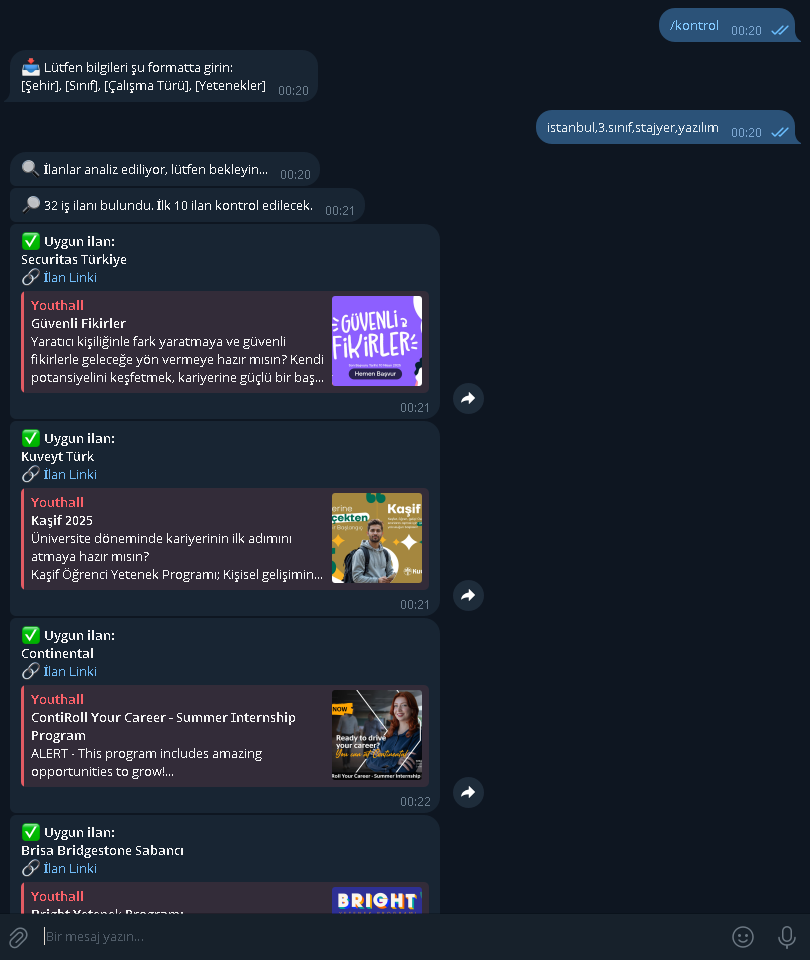 /kontrol 00:20
Lütfen bilgileri şu formatta girin:
[Şehir], [Sınıf], [Çalışma Türü], [Yetenekler] 00:20
istanbul,3.sınıf,stajyer,yazılım 00:20
İlanlar analiz ediliyor, lütfen bekleyin... 00:20
32 iş ilanı bulundu. İlk 10 ilan kontrol edilecek. 00:21
Uygun ilan:
Securitas Türkiye
İlan Linki
Youthall
Güvenli Fikirler
Yaratıcı kişiliğinle fark yaratmaya ve güvenli
fikirlerle geleceğe yön vermeye hazır mısın? Kendi
potansiyelini keşfetmek, kariyerine güçlü bir baş...
GÜVENLİ
FİKİRLER
Hemen Başvur
00:21
Uygun ilan:
Kuveyt Türk
İlan Linki
Youthall
Kaşif 2025
Üniversite döneminde kariyerinin ilk adımını
atmaya hazır mısın?
Kaşif Öğrenci Yetenek Programı; Kişisel gelişimin...
Kaşif
00:21
Uygun ilan:
Continental
İlan Linki
Youthall
ContiRoll Your Career - Summer Internship
Program
ALERT - This program includes amazing
opportunities to grow!...
NOW
Ready to drive
your career?
You can at Continental
Roll Your Career - Summer Internship
00:22
Uygun ilan:
Brisa Bridgestone Sabancı
İlan Linki
Youthall
Bright Yetenek Programı
BRIGHT
Bir mesaj yazın...